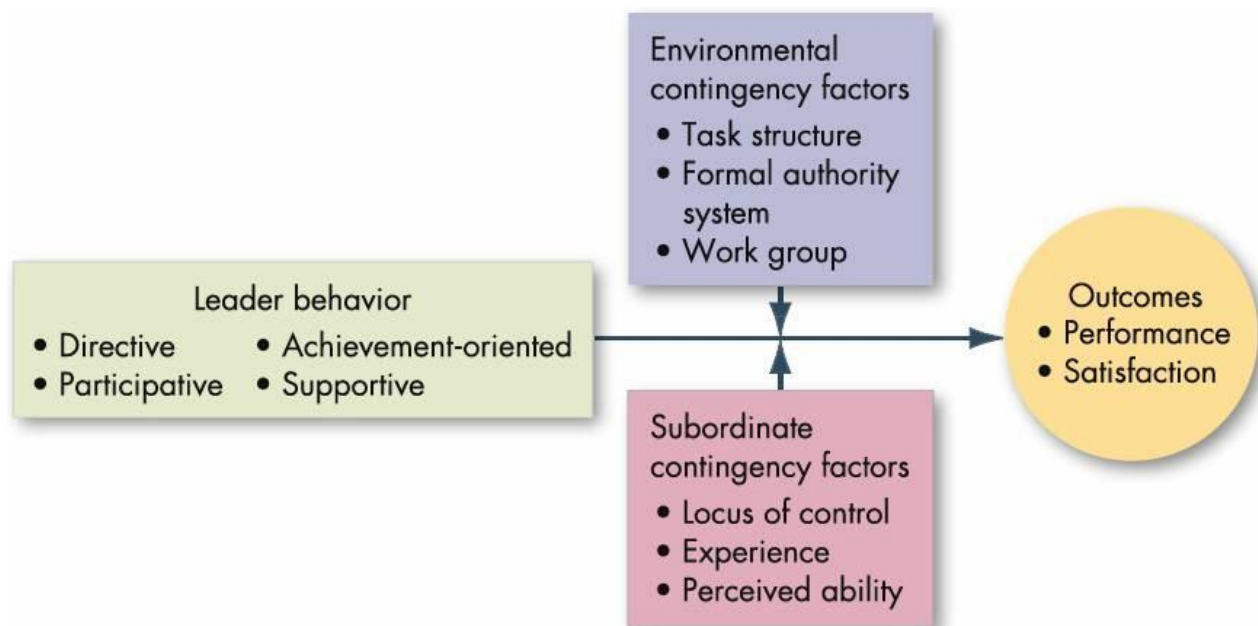 Environmental
contingency factors
• Task structure
• Formal authority
system
• Work group
Leader behavior
• Directive • Achievement-oriented
• Participative • Supportive
Outcomes
• Performance
• Satisfaction
Subordinate
contingency factors
• Locus of control
• Experience
• Perceived ability